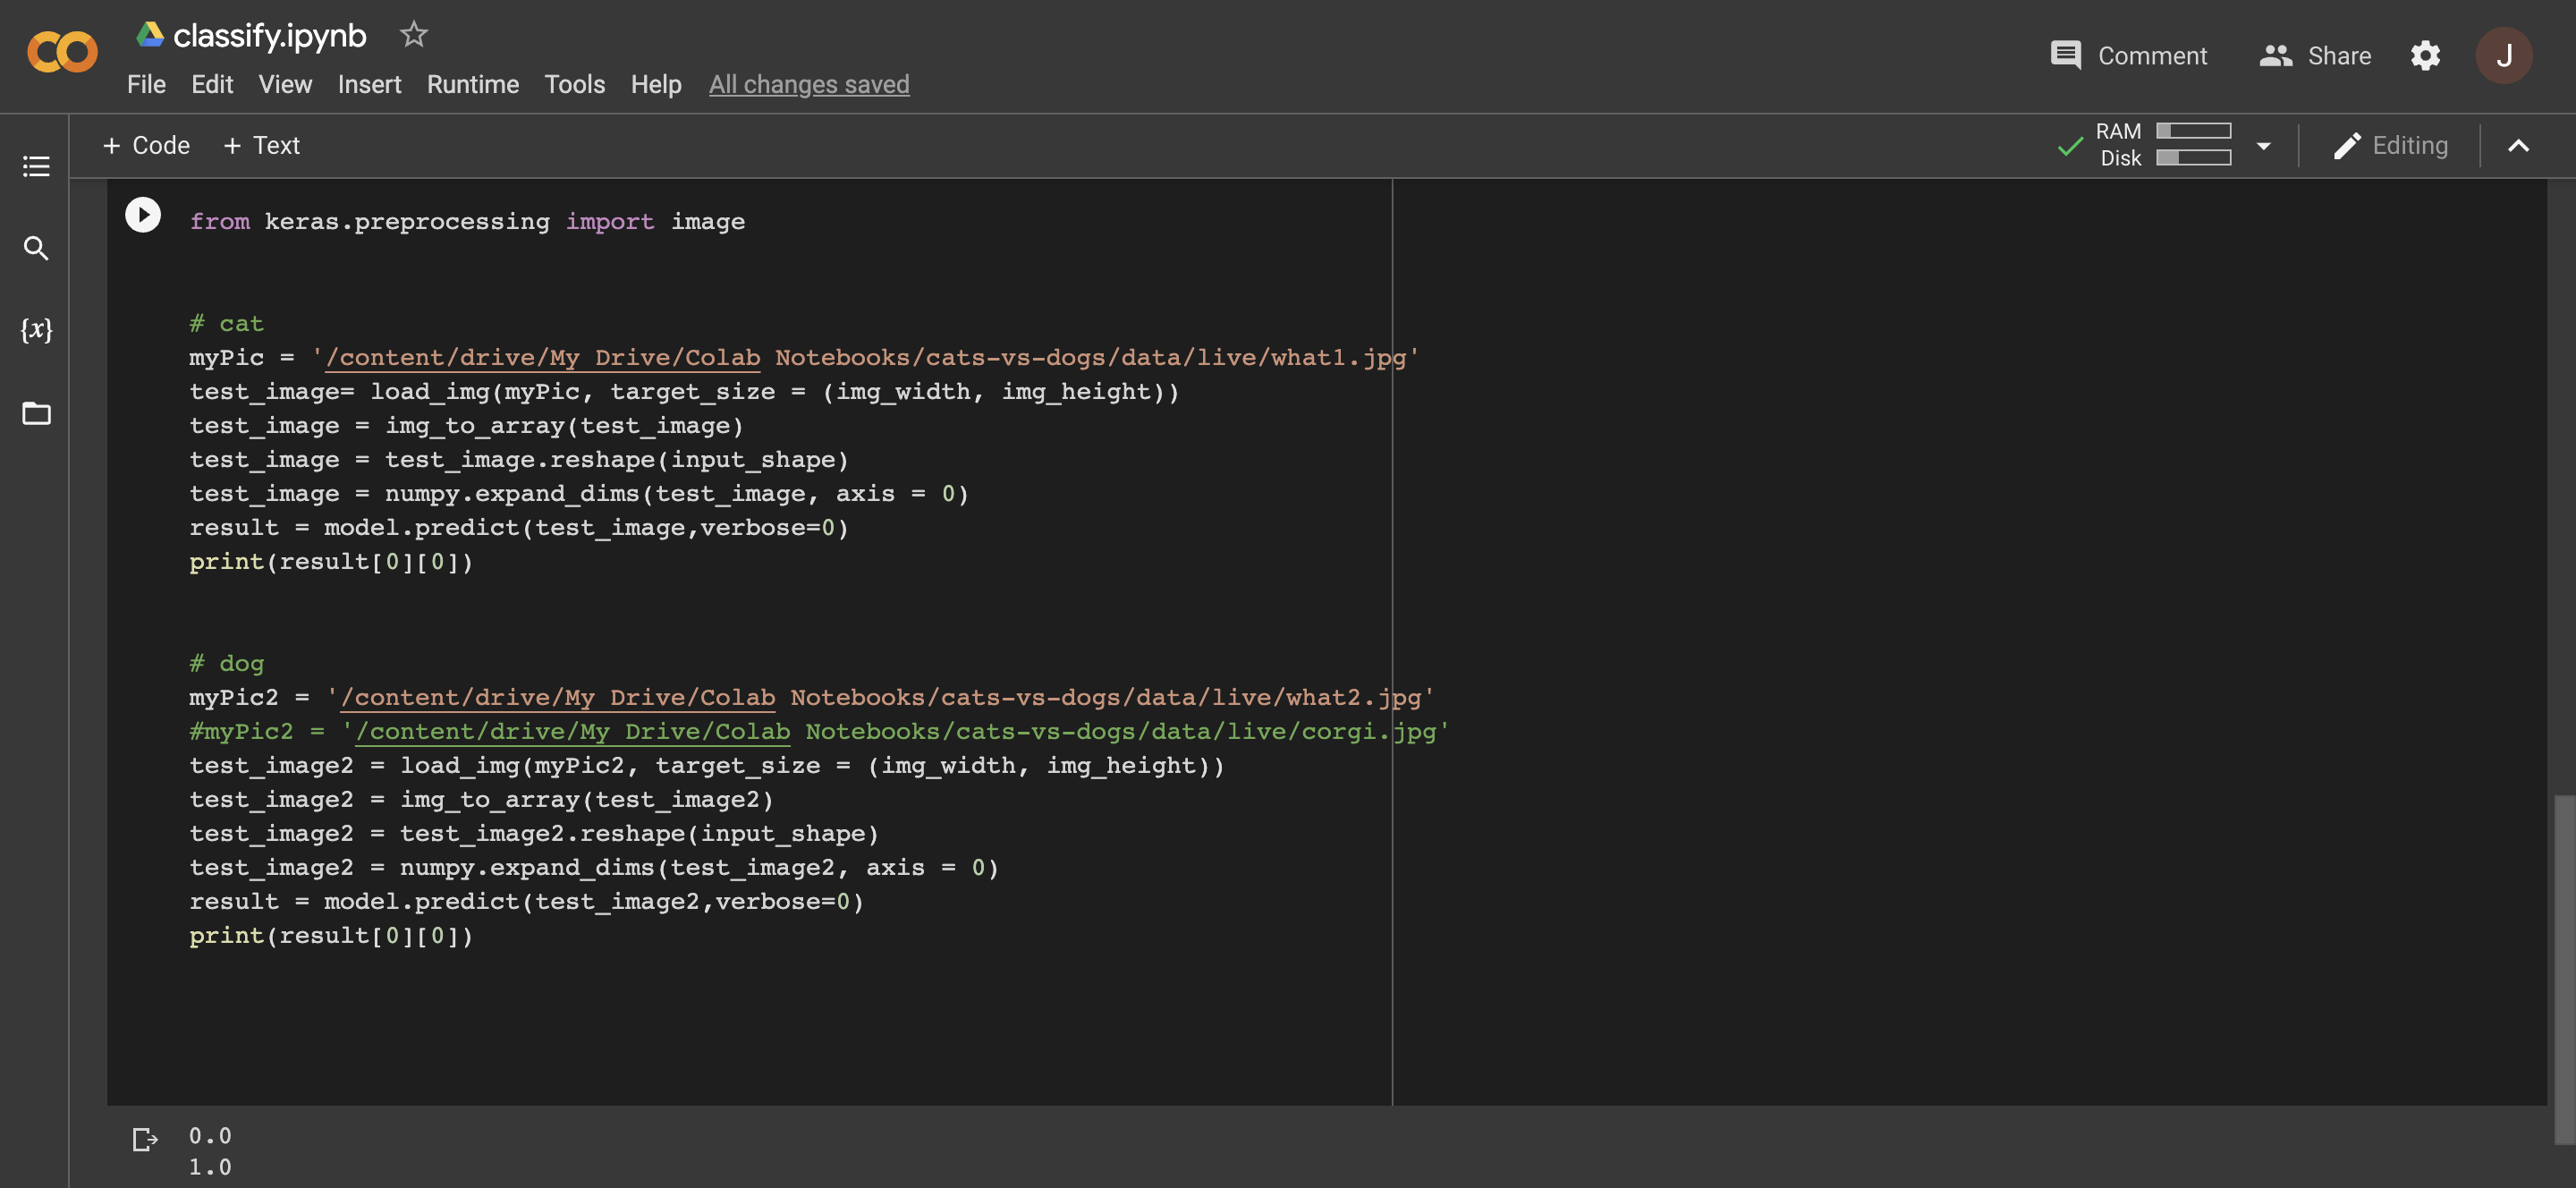 classify.ipynb
File Edit View Insert Runtime Tools Help All changes saved
Comment Share J
+ Code + Text
RAM
Disk
Editing
{x}
from keras.preprocessing import image
# cat
myPic = '/content/drive/My Drive/Colab Notebooks/cats-vs-dogs/data/live/what1.jpg'
test_image= load_img(myPic, target_size = (img_width, img_height))
test_image = img_to_array(test_image)
test_image = test_image.reshape(input_shape)
test_image = numpy.expand_dims(test_image, axis = 0)
result = model.predict(test_image,verbose=0)
print(result[0][0])
# dog
myPic2 = '/content/drive/My Drive/Colab Notebooks/cats-vs-dogs/data/live/what2.jpg'
#myPic2 = '/content/drive/My Drive/Colab Notebooks/cats-vs-dogs/data/live/corgi.jpg'
test_image2 = load_img(myPic2, target_size = (img_width, img_height))
test_image2 = img_to_array(test_image2)
test_image2 = test_image2.reshape(input_shape)
test_image2 = numpy.expand_dims(test_image2, axis = 0)
result = model.predict(test_image2,verbose=0)
print(result[0][0])
0.0
1.0